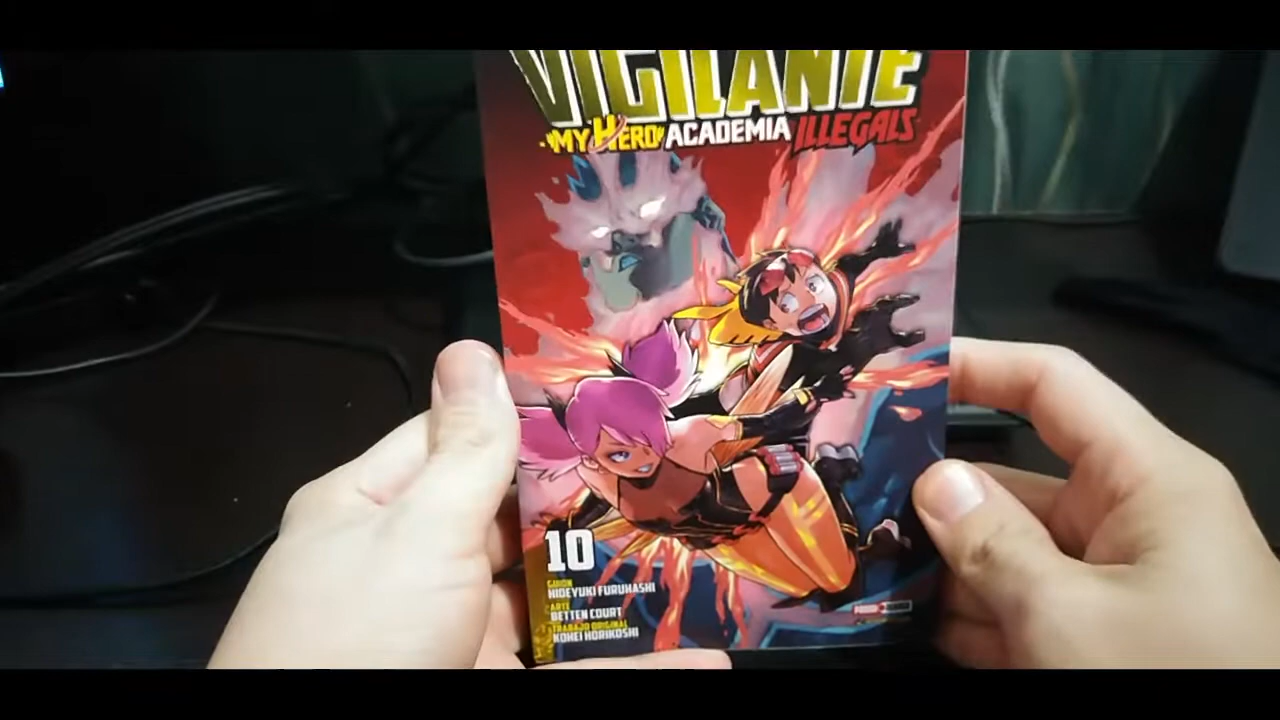 VIGILANTE
MY HERO ACADEMIA ILLEGALS
10
GUION
HIDEYUKI FURUHASHI
ARTE
BETTEN COURT
TRABAJO ORIGINAL
KOHEI HORIKOSHI